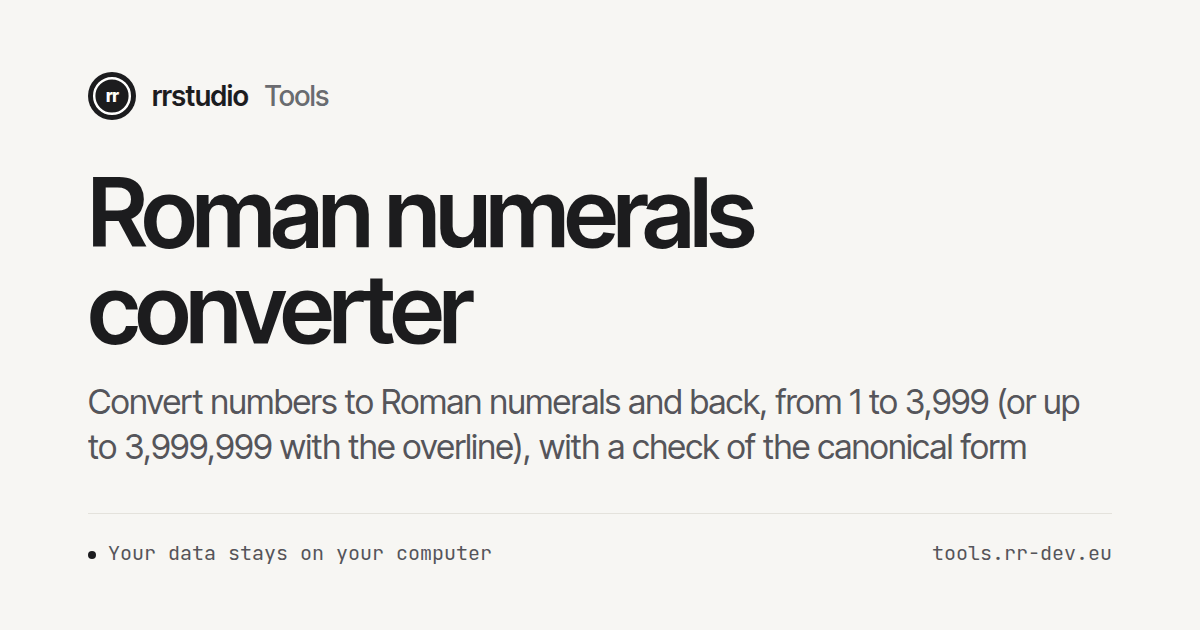 rr rrstudio Tools
Roman numerals
converter
Convert numbers to Roman numerals and back, from 1 to 3,999 (or up
to 3,999,999 with the overline), with a check of the canonical form
Your data stays on your computer
tools.rr-dev.eu